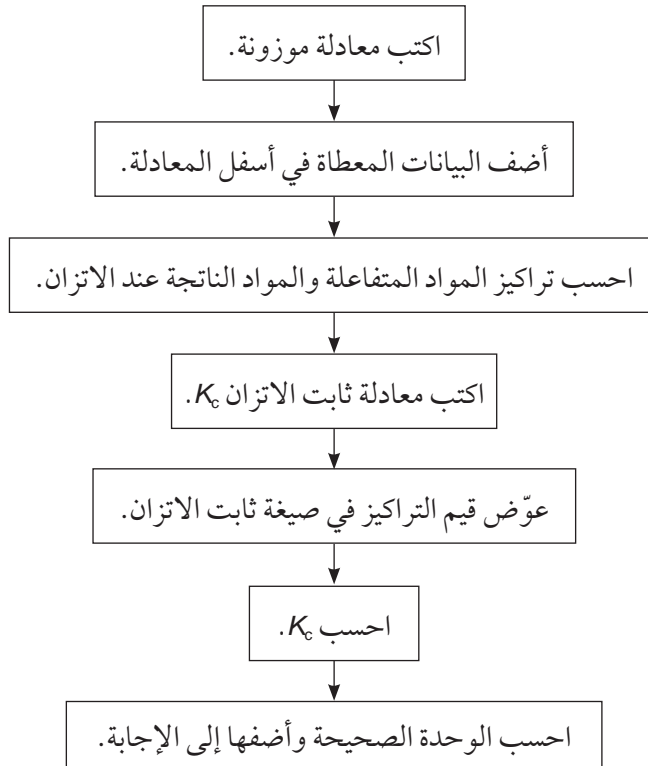 اكتب معادلة موزونة.
أضف البيانات المعطاة في أسفل المعادلة.
احسب تراكيز المواد المتفاعلة والمواد الناتجة عند الاتزان.
اكتب معادلة ثابت الاتزان Kc.
عوّض قيم التراكيز في صيغة ثابت الاتزان.
احسب Kc.
احسب الوحدة الصحيحة وأضفها إلى الإجابة.